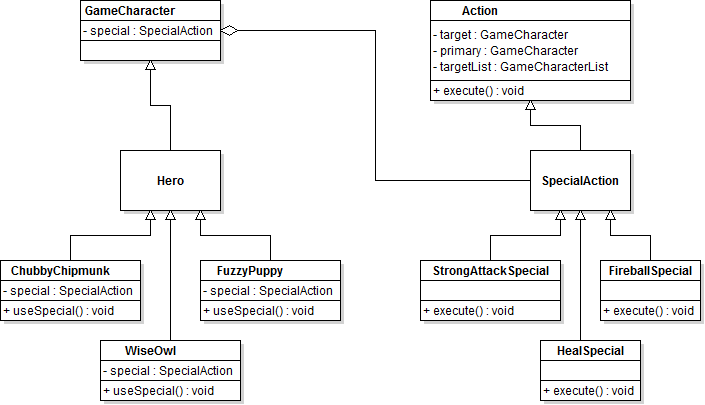 GameCharacter
- special : SpecialAction
Action
- target : GameCharacter
- primary : GameCharacter
- targetList : GameCharacterList
+ execute() : void
Hero
SpecialAction
ChubbyChipmunk
- special : SpecialAction
+ useSpecial() : void
FuzzyPuppy
- special : SpecialAction
+ useSpecial() : void
StrongAttackSpecial
+ execute() : void
FireballSpecial
+ execute() : void
WiseOwl
- special : SpecialAction
+ useSpecial() : void
HealSpecial
+ execute() : void